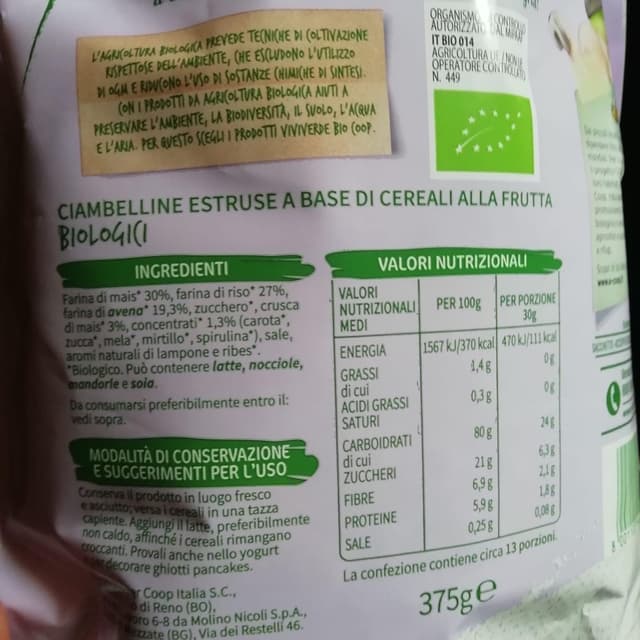 L'AGRICOLTURA BIOLOGICA PREVEDE TECNICHE DI COLTIVAZIONE
RISPETTOSE DELL'AMBIENTE, CHE ESCLUDONO L'UTILIZZO
DI OGM E RIDUCONO L'USO DI SOSTANZE CHIMICHE DI SINTESI.
CON I PRODOTTI DA AGRICOLTURA BIOLOGICA AIUTI A
PRESERVARE L'AMBIENTE, LA BIODIVERSITÀ, IL SUOLO, L'ACQUA
E L'ARIA. PER QUESTO SCEGLI I PRODOTTI VIVIVERDE BIO COOP.
ORGANISMO CONTROLLO
AUTORIZZATO DAL MIPAAF
IT BIO 014
AGRICOLTURA UE / NON UE
OPERATORE CONTROLLATO
N. 449
CIAMBELLINE ESTRUSE A BASE DI CEREALI ALLA FRUTTA
BIOLOGICI
INGREDIENTI
Farina di mais* 30%, farina di riso* 27%,
farina di avena* 19,3%, zucchero*, crusca
di mais* 3%, concentrati* 1,3% (carota*,
zucca*, mela*, mirtillo*, spirulina*), sale,
aromi naturali di lampone e ribes*.
*Biologico. Può contenere latte, nocciole,
mandorle e soia.
Da consumarsi preferibilmente entro il:
vedi sopra.
MODALITÀ DI CONSERVAZIONE
E SUGGERIMENTI PER L'USO
Conserva il prodotto in luogo fresco
e asciutto; versa i cereali in una tazza
capiente. Aggiungi il latte, preferibilmente
non caldo, affinché i cereali rimangano
croccanti. Provali anche nello yogurt
decorare ghiotti pancakes.
Coop Italia S.C.,
di Reno (BO),
6-8 da Molino Nicoli S.p.A.,
(BG), Via dei Restelli 46.
VALORI NUTRIZIONALI
VALORI
NUTRIZIONALI PER 100g PER PORZIONE
MEDI 30g
ENERGIA 1567 kJ/370 kcal 470 kJ/111 kcal
GRASSI 1,4g 0g
di cui
ACIDI GRASSI 0,3g 0g
SATURI
CARBOIDRATI 80g 24g
di cui
ZUCCHERI 21g 6,3g
FIBRE 6,9g 2,1g
PROTEINE 5,9g 1,8g
SALE 0,25g 0,08g
La confezione contiene circa 13 porzioni.
375g e